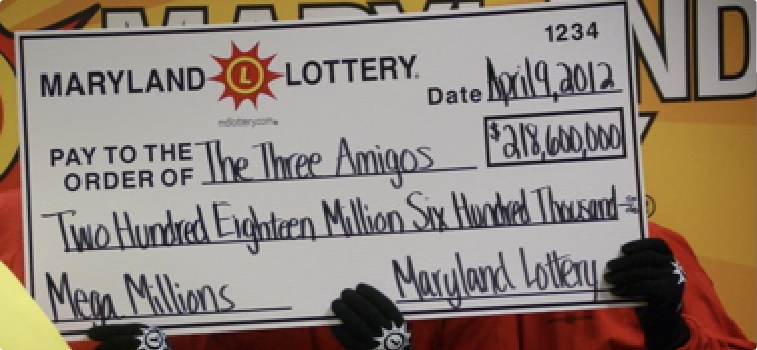 1234
MARYLAND L LOTTERY
Date April 9, 2012
mdlottery.com
PAY TO THE ORDER OF The Three Amigos
$218,600,000
Two Hundred Eighteen Million Six Hundred Thousand
Mega Millions
Maryland Lottery
ND